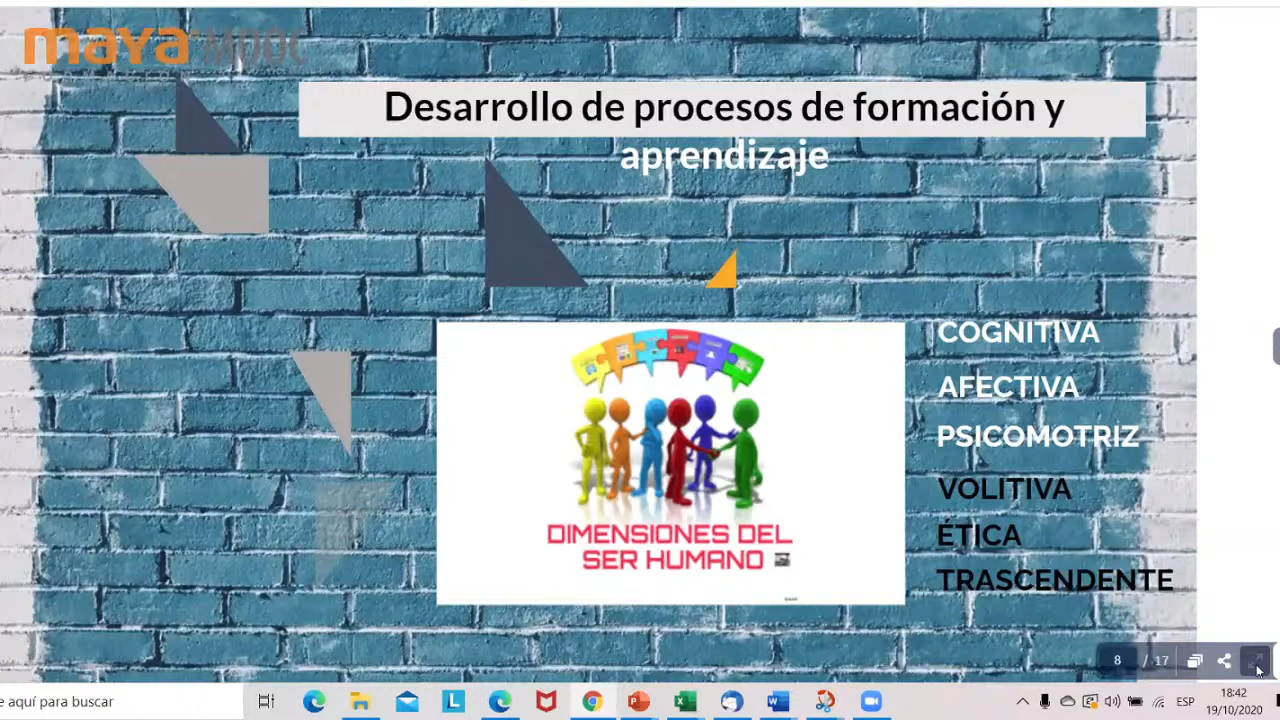 maya MOOC
Desarrollo de procesos de formación y
aprendizaje
COGNITIVA
AFECTIVA
PSICOMOTRIZ
VOLITIVA
ÉTICA
TRASCENDENTE
DIMENSIONES DEL
SER HUMANO
8 / 17
e aquí para buscar
ESP
18:42
19/10/2020